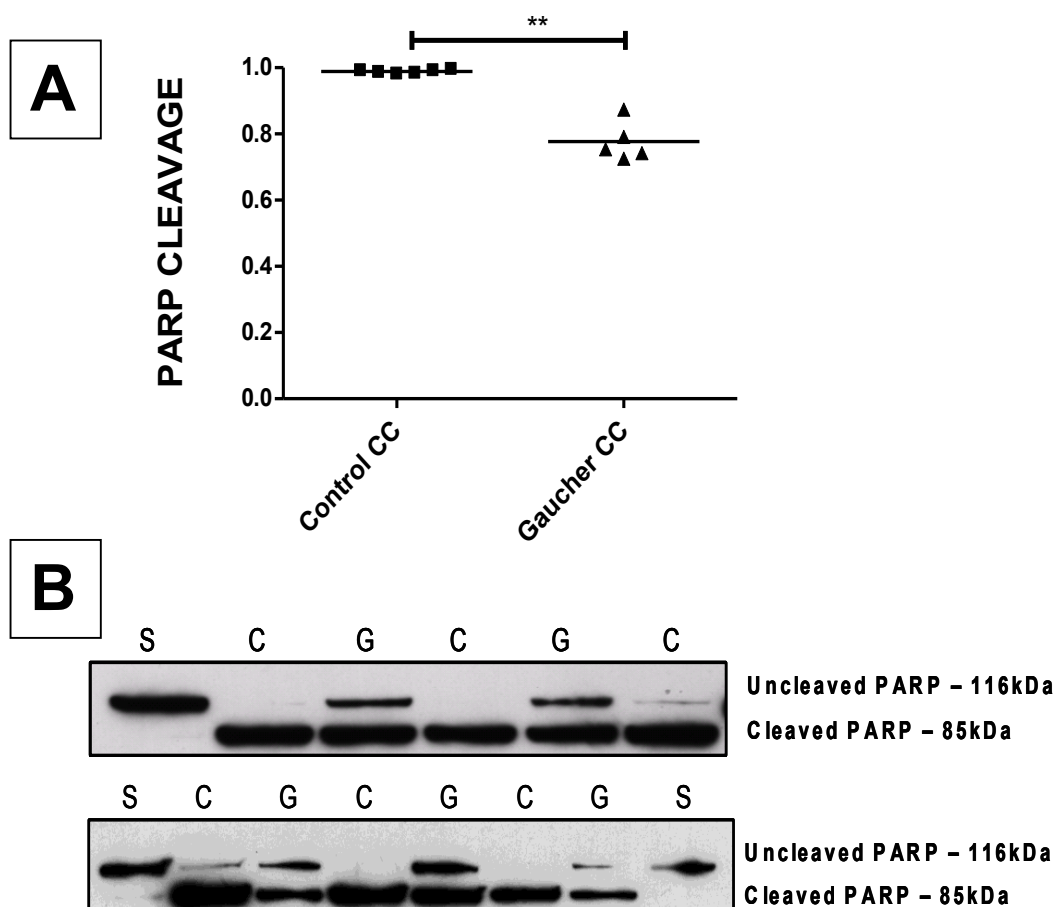 A
**
PARP CLEAVAGE
1.0
0.8
0.6
0.4
0.2
0.0
Control CC
Gaucher CC
B
S C G C G C
Uncleaved PARP – 116kDa
Cleaved PARP – 85kDa
S C G C G C G S
Uncleaved PARP – 116kDa
Cleaved PARP – 85kDa